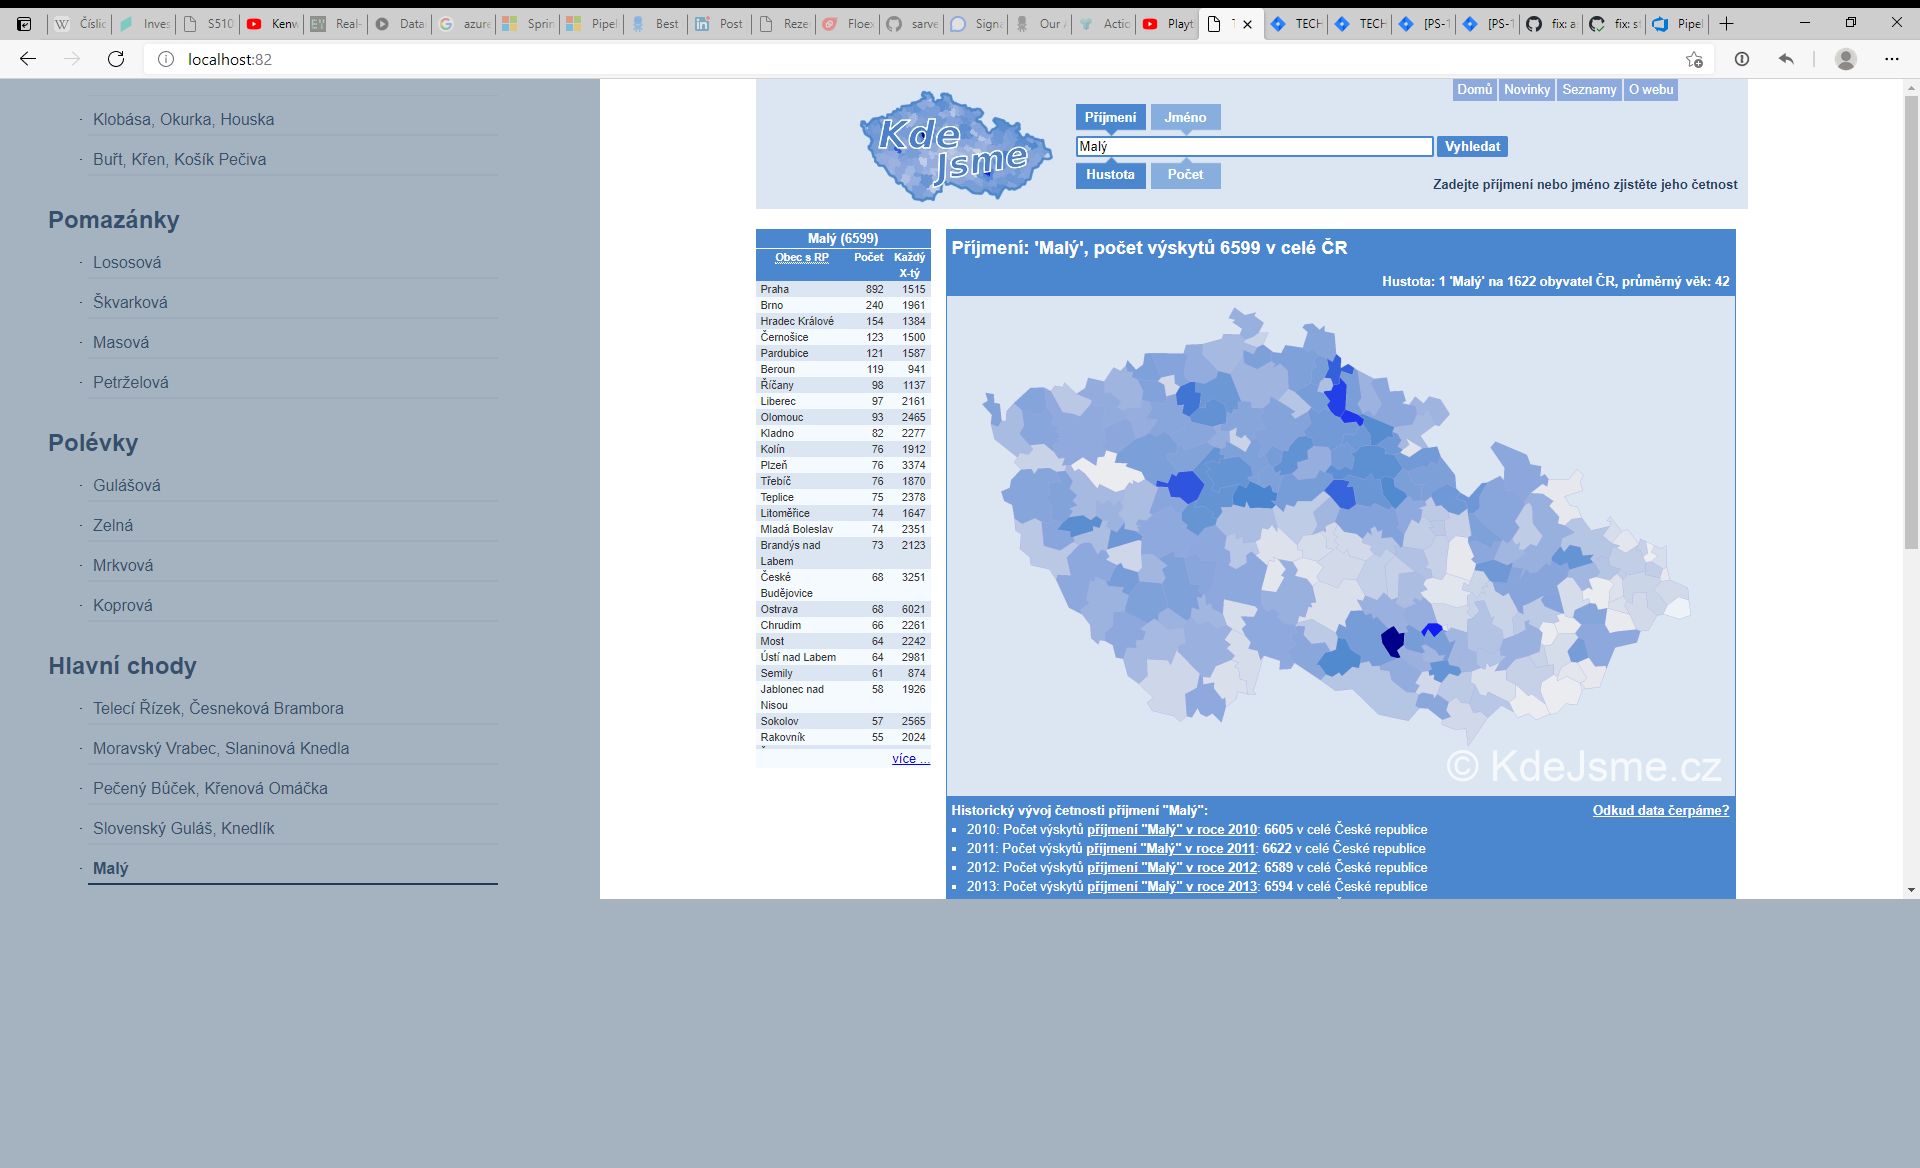 Číslic
Inves
S510
Kenw
Real-
Data
azure
Sprin
Pipel
Best
Post
Reze
Floex
sarve
Signa
Our A
Actio
Playt
TECH
TECH
[PS-1
[PS-1
fix: a
fix: s
Pipel
localhost:82
Klobása, Okurka, Houska
Buřt, Křen, Košík Pečiva
Pomazánky
Lososová
Škvarková
Masová
Petrželová
Polévky
Gulášová
Zelná
Mrkvová
Koprová
Hlavní chody
Telecí Řízek, Česneková Brambora
Moravský Vrabec, Slaninová Knedla
Pečený Bůček, Křenová Omáčka
Slovenský Guláš, Knedlík
Malý
Domů Novinky Seznamy O webu
Kde
Jsme
Příjmení Jméno
Malý Vyhledat
Hustota Počet
Zadejte příjmení nebo jméno zjistěte jeho četnost
Malý (6599)
Obec s RP Počet Každý
X-tý
Praha 892 1515
Brno 240 1961
Hradec Králové 154 1384
Černošice 123 1500
Pardubice 121 1587
Beroun 119 941
Říčany 98 1137
Liberec 97 2161
Olomouc 93 2465
Kladno 82 2277
Kolín 76 1912
Plzeň 76 3374
Třebíč 76 1870
Teplice 75 2378
Litoměřice 74 1647
Mladá Boleslav 74 2351
Brandýs nad 73 2123
Labem
České 68 3251
Budějovice
Ostrava 68 6021
Chrudim 66 2261
Most 64 2242
Ústí nad Labem 64 2981
Semily 61 874
Jablonec nad 58 1926
Nisou
Sokolov 57 2565
Rakovník 55 2024
více ...
Příjmení: 'Malý', počet výskytů 6599 v celé ČR
Hustota: 1 'Malý' na 1622 obyvatel ČR, průměrný věk: 42
© KdeJsme.cz
Historický vývoj četnosti příjmení "Malý": Odkud data čerpáme?
2010: Počet výskytů příjmení "Malý" v roce 2010: 6605 v celé České republice
2011: Počet výskytů příjmení "Malý" v roce 2011: 6622 v celé České republice
2012: Počet výskytů příjmení "Malý" v roce 2012: 6589 v celé České republice
2013: Počet výskytů příjmení "Malý" v roce 2013: 6594 v celé České republice